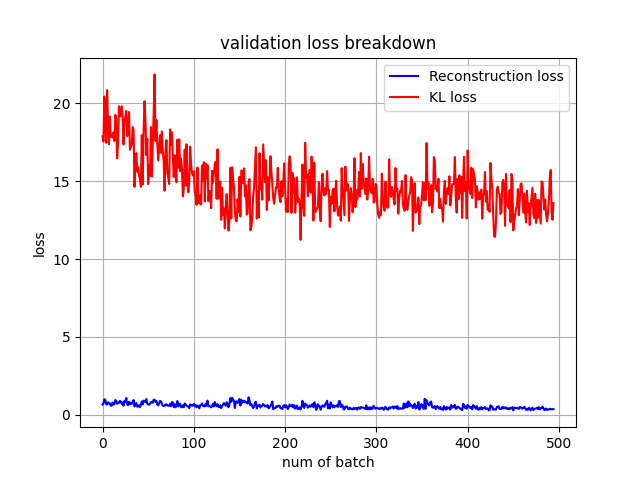 validation loss breakdown
Reconstruction loss
KL loss
loss
20
15
10
5
0
0 100 200 300 400 500
num of batch